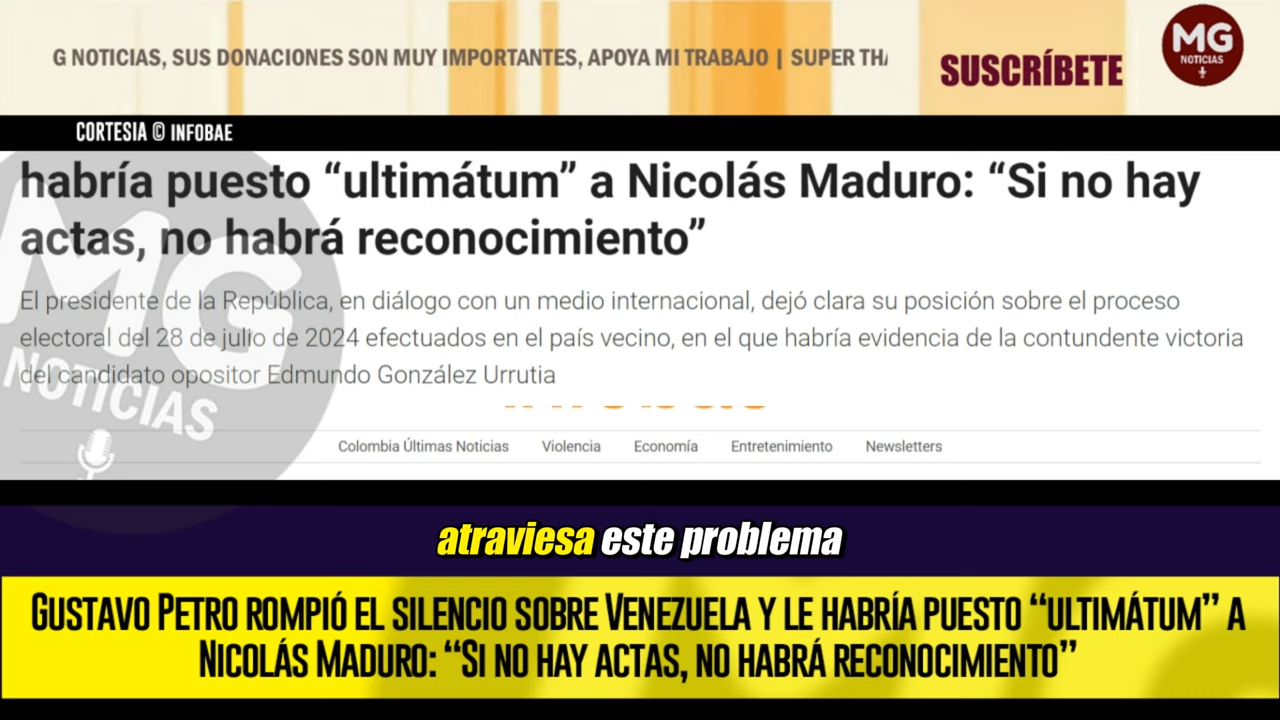 G NOTICIAS, SUS DONACIONES SON MUY IMPORTANTES, APOYA MI TRABAJO | SUPER
SUSCRÍBETE
MG
NOTICIAS
CORTESIA © INFOBAE
habría puesto “ultimátum” a Nicolás Maduro: “Si no hay
actas, no habrá reconocimiento”
El presidente de la República, en diálogo con un medio internacional, dejó clara su posición sobre el proceso
electoral del 28 de julio de 2024 efectuados en el país vecino, en el que habría evidencia de la contundente victoria
del candidato opositor Edmundo González Urrutia
MG
NOTICIAS
Colombia Últimas Noticias Violencia Economía Entretenimiento Newsletters
atraviesa este problema
GUSTAVO PETRO ROMPIÓ EL SILENCIO SOBRE VENEZUELA Y LE HABRÍA PUESTO “ULTIMÁTUM” A
NICOLÁS MADURO: “SI NO HAY ACTAS, NO HABRÁ RECONOCIMIENTO”